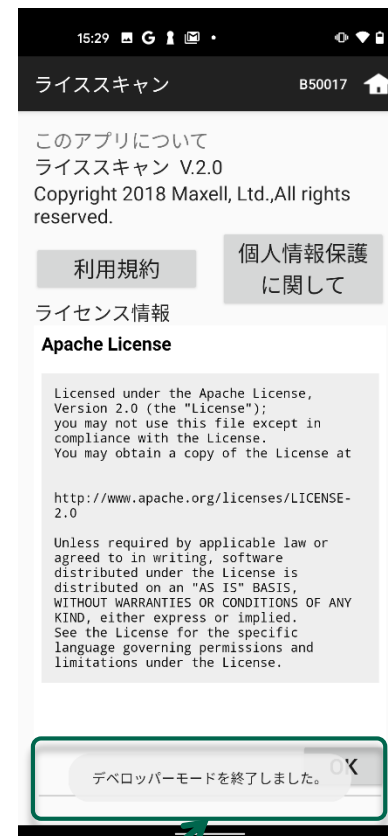 15:29
ライススキャン B50017
このアプリについて
ライススキャン V.2.0
Copyright 2018 Maxell, Ltd.,All rights
reserved.
利用規約
個人情報保護
に関して
ライセンス情報
Apache License
Licensed under the Apache License,
Version 2.0 (the "License");
you may not use this file except in
compliance with the License.
You may obtain a copy of the License at
http://www.apache.org/licenses/LICENSE-
2.0
Unless required by applicable law or
agreed to in writing, software
distributed under the License is
distributed on an "AS IS" BASIS,
WITHOUT WARRANTIES OR CONDITIONS OF ANY
KIND, either express or implied.
See the License for the specific
language governing permissions and
limitations under the License.
OK
デベロッパーモードを終了しました。